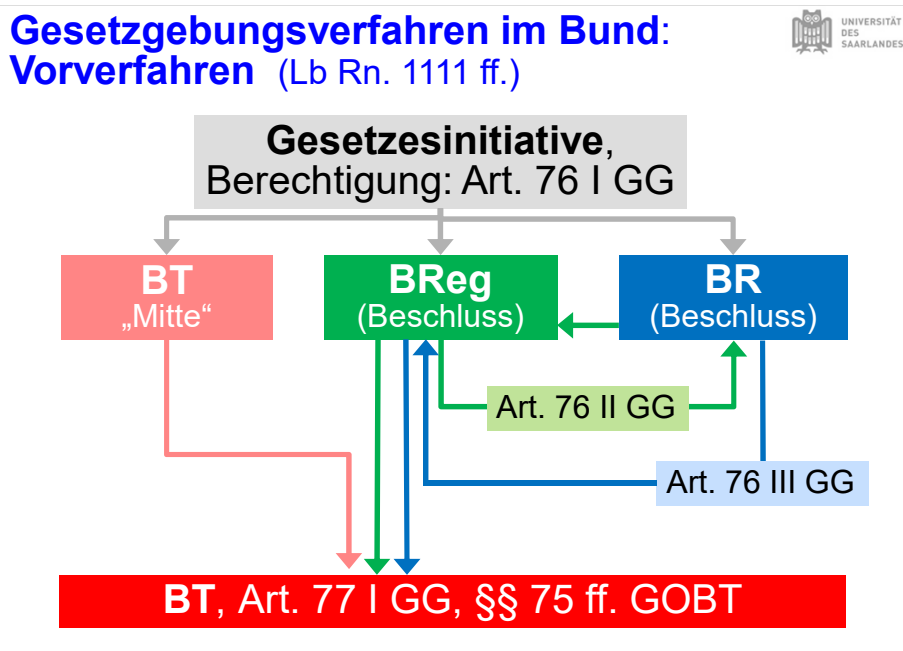 Gesetzgebungsverfahren im Bund:
Vorverfahren (Lb Rn. 1111 ff.)
UNIVERSITÄT
DES
SAARLANDES
Gesetzesinitiative,
Berechtigung: Art. 76 I GG
BT
„Mitte“
BReg
(Beschluss)
BR
(Beschluss)
Art. 76 II GG
Art. 76 III GG
BT, Art. 77 I GG, §§ 75 ff. GOBT